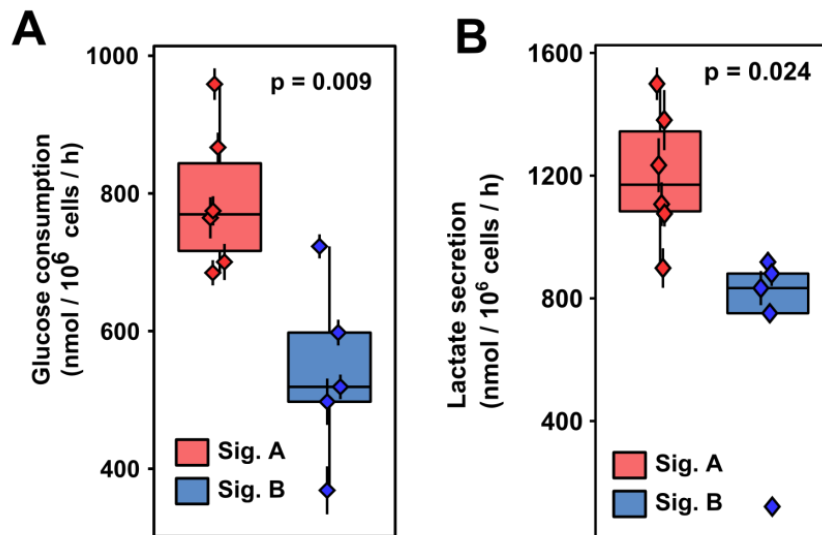 A
1000
800
600
400
Glucose consumption
(nmol / 10⁶ cells / h)
p = 0.009
Sig. A
Sig. B
B
1600
1200
800
400
Lactate secretion
(nmol / 10⁶ cells / h)
p = 0.024
Sig. A
Sig. B